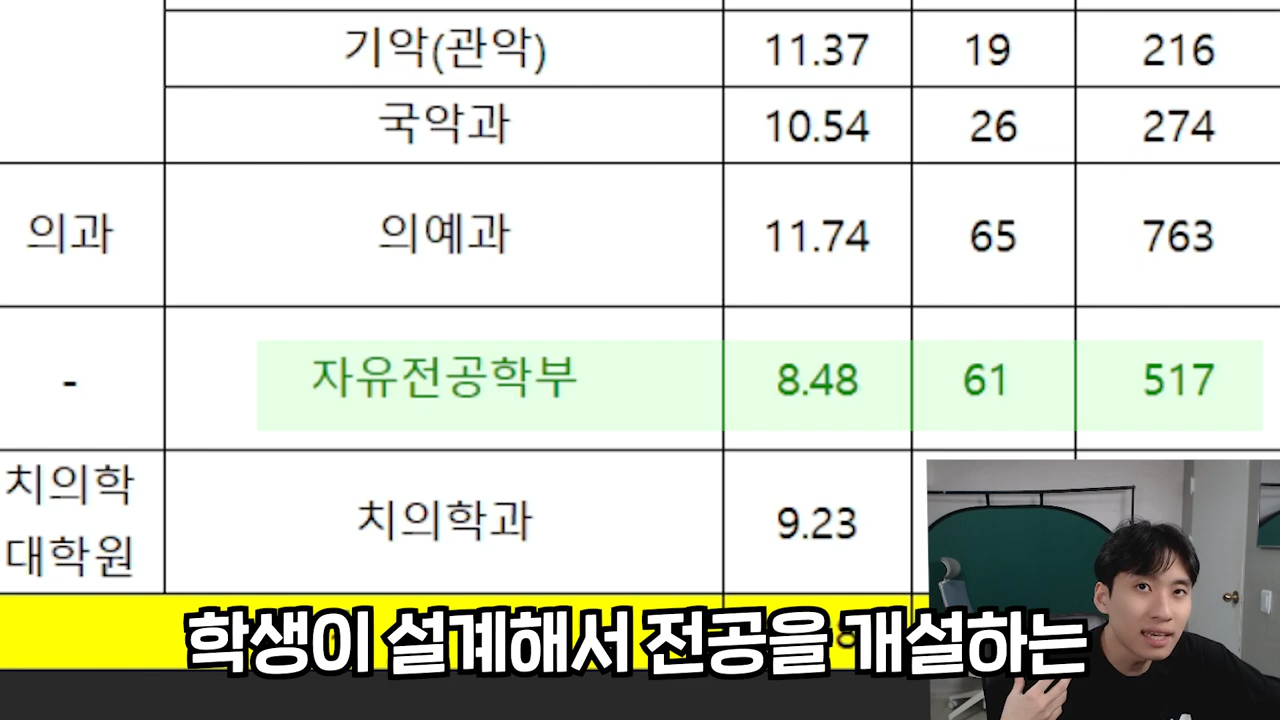 기악(관악) 11.37 19 216
국악과 10.54 26 274
의과 의예과 11.74 65 763
- 자유전공학부 8.48 61 517
치의학
대학원 치의학과 9.23
학생이 설계해서 전공을 개설하는